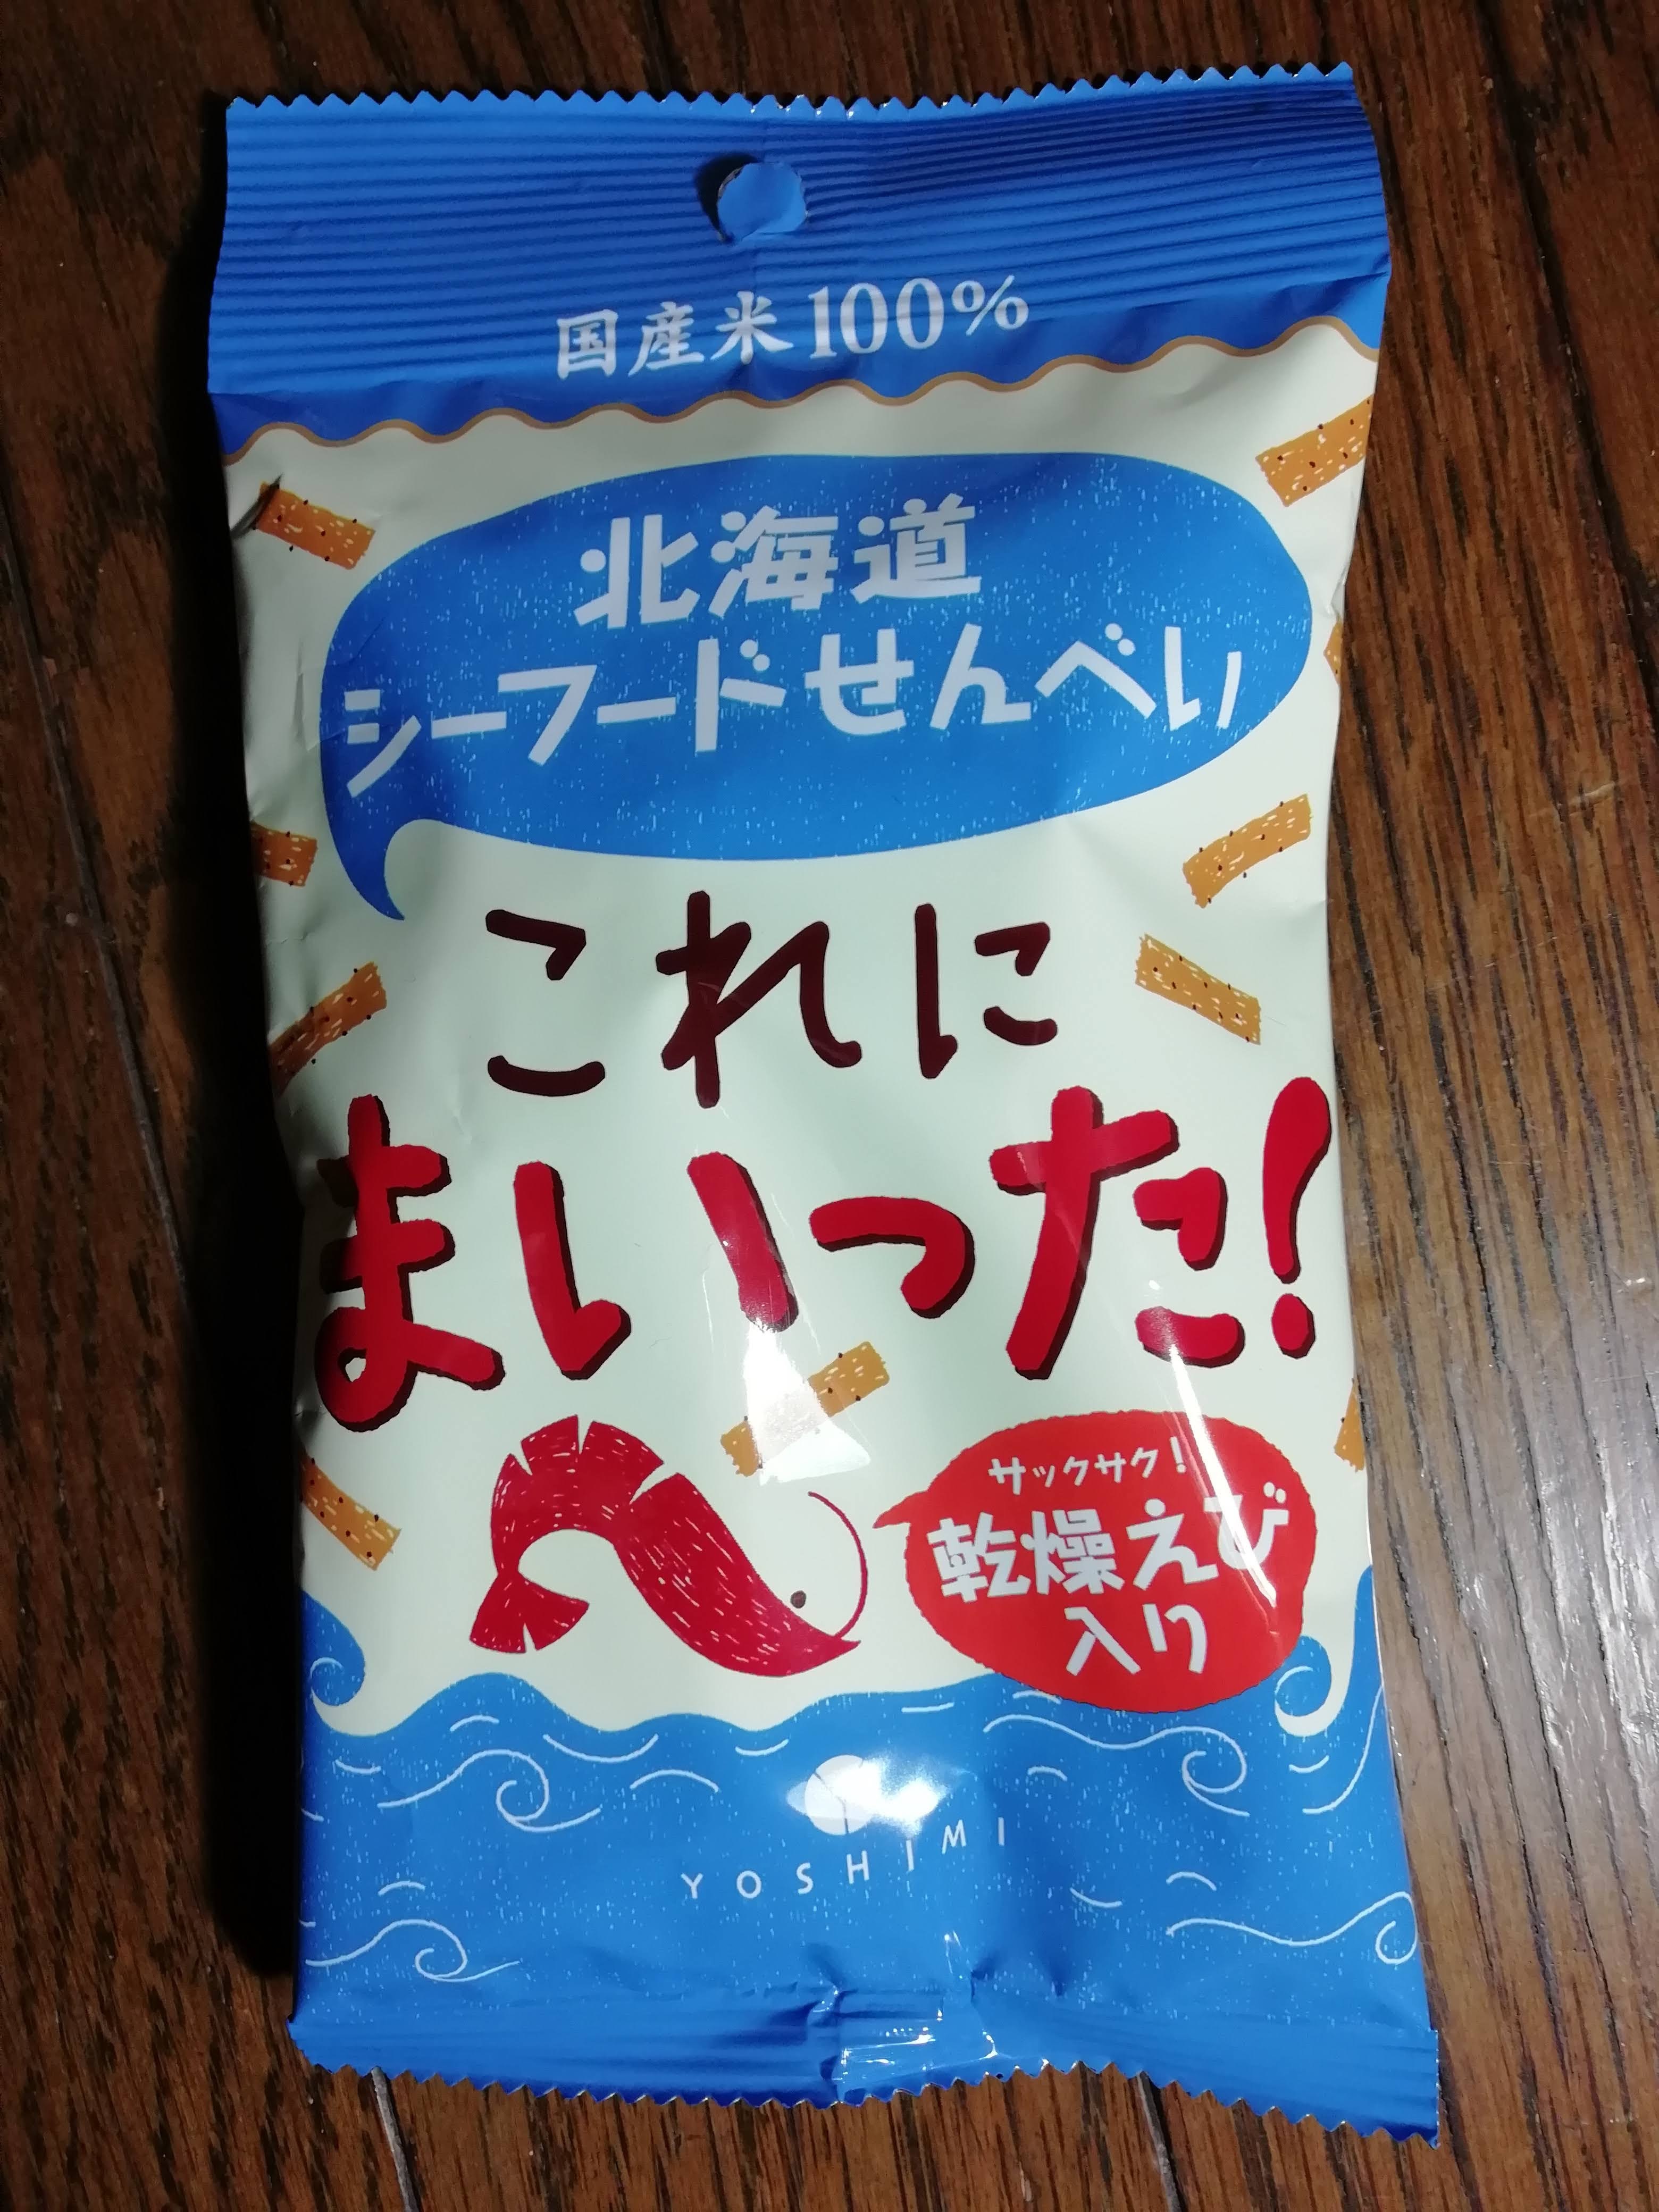 国産米100%
北海道
シーフードせんべい
これに
まいった!
サックサク!
乾燥えび
入り
YOSHIMI